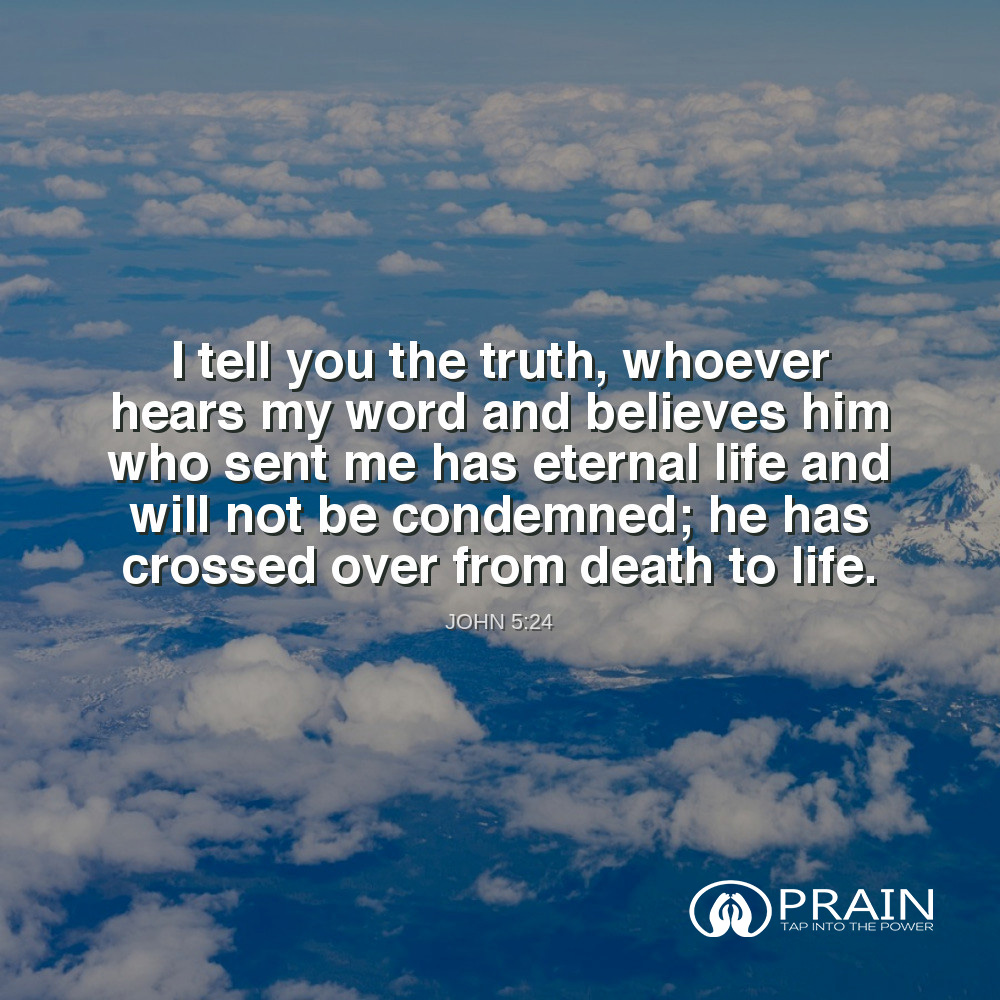 I tell you the truth, whoever
hears my word and believes him
who sent me has eternal life and
will not be condemned; he has
crossed over from death to life.
JOHN 5:24
PRAIN
TAP INTO THE POWER